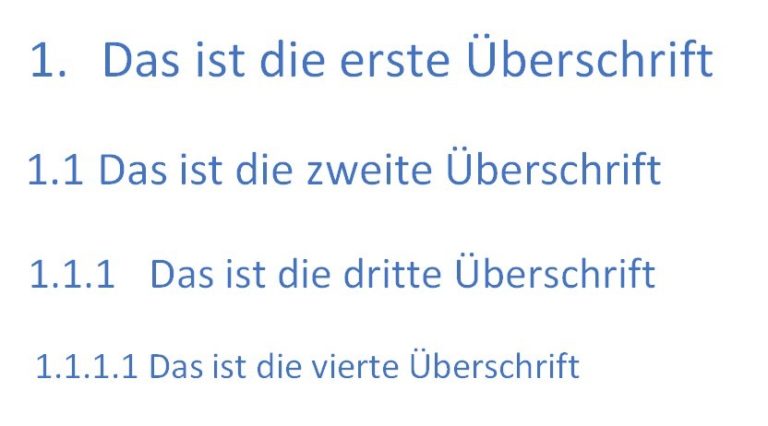 1. Das ist die erste Überschrift
1.1 Das ist die zweite Überschrift
1.1.1 Das ist die dritte Überschrift
1.1.1.1 Das ist die vierte Überschrift